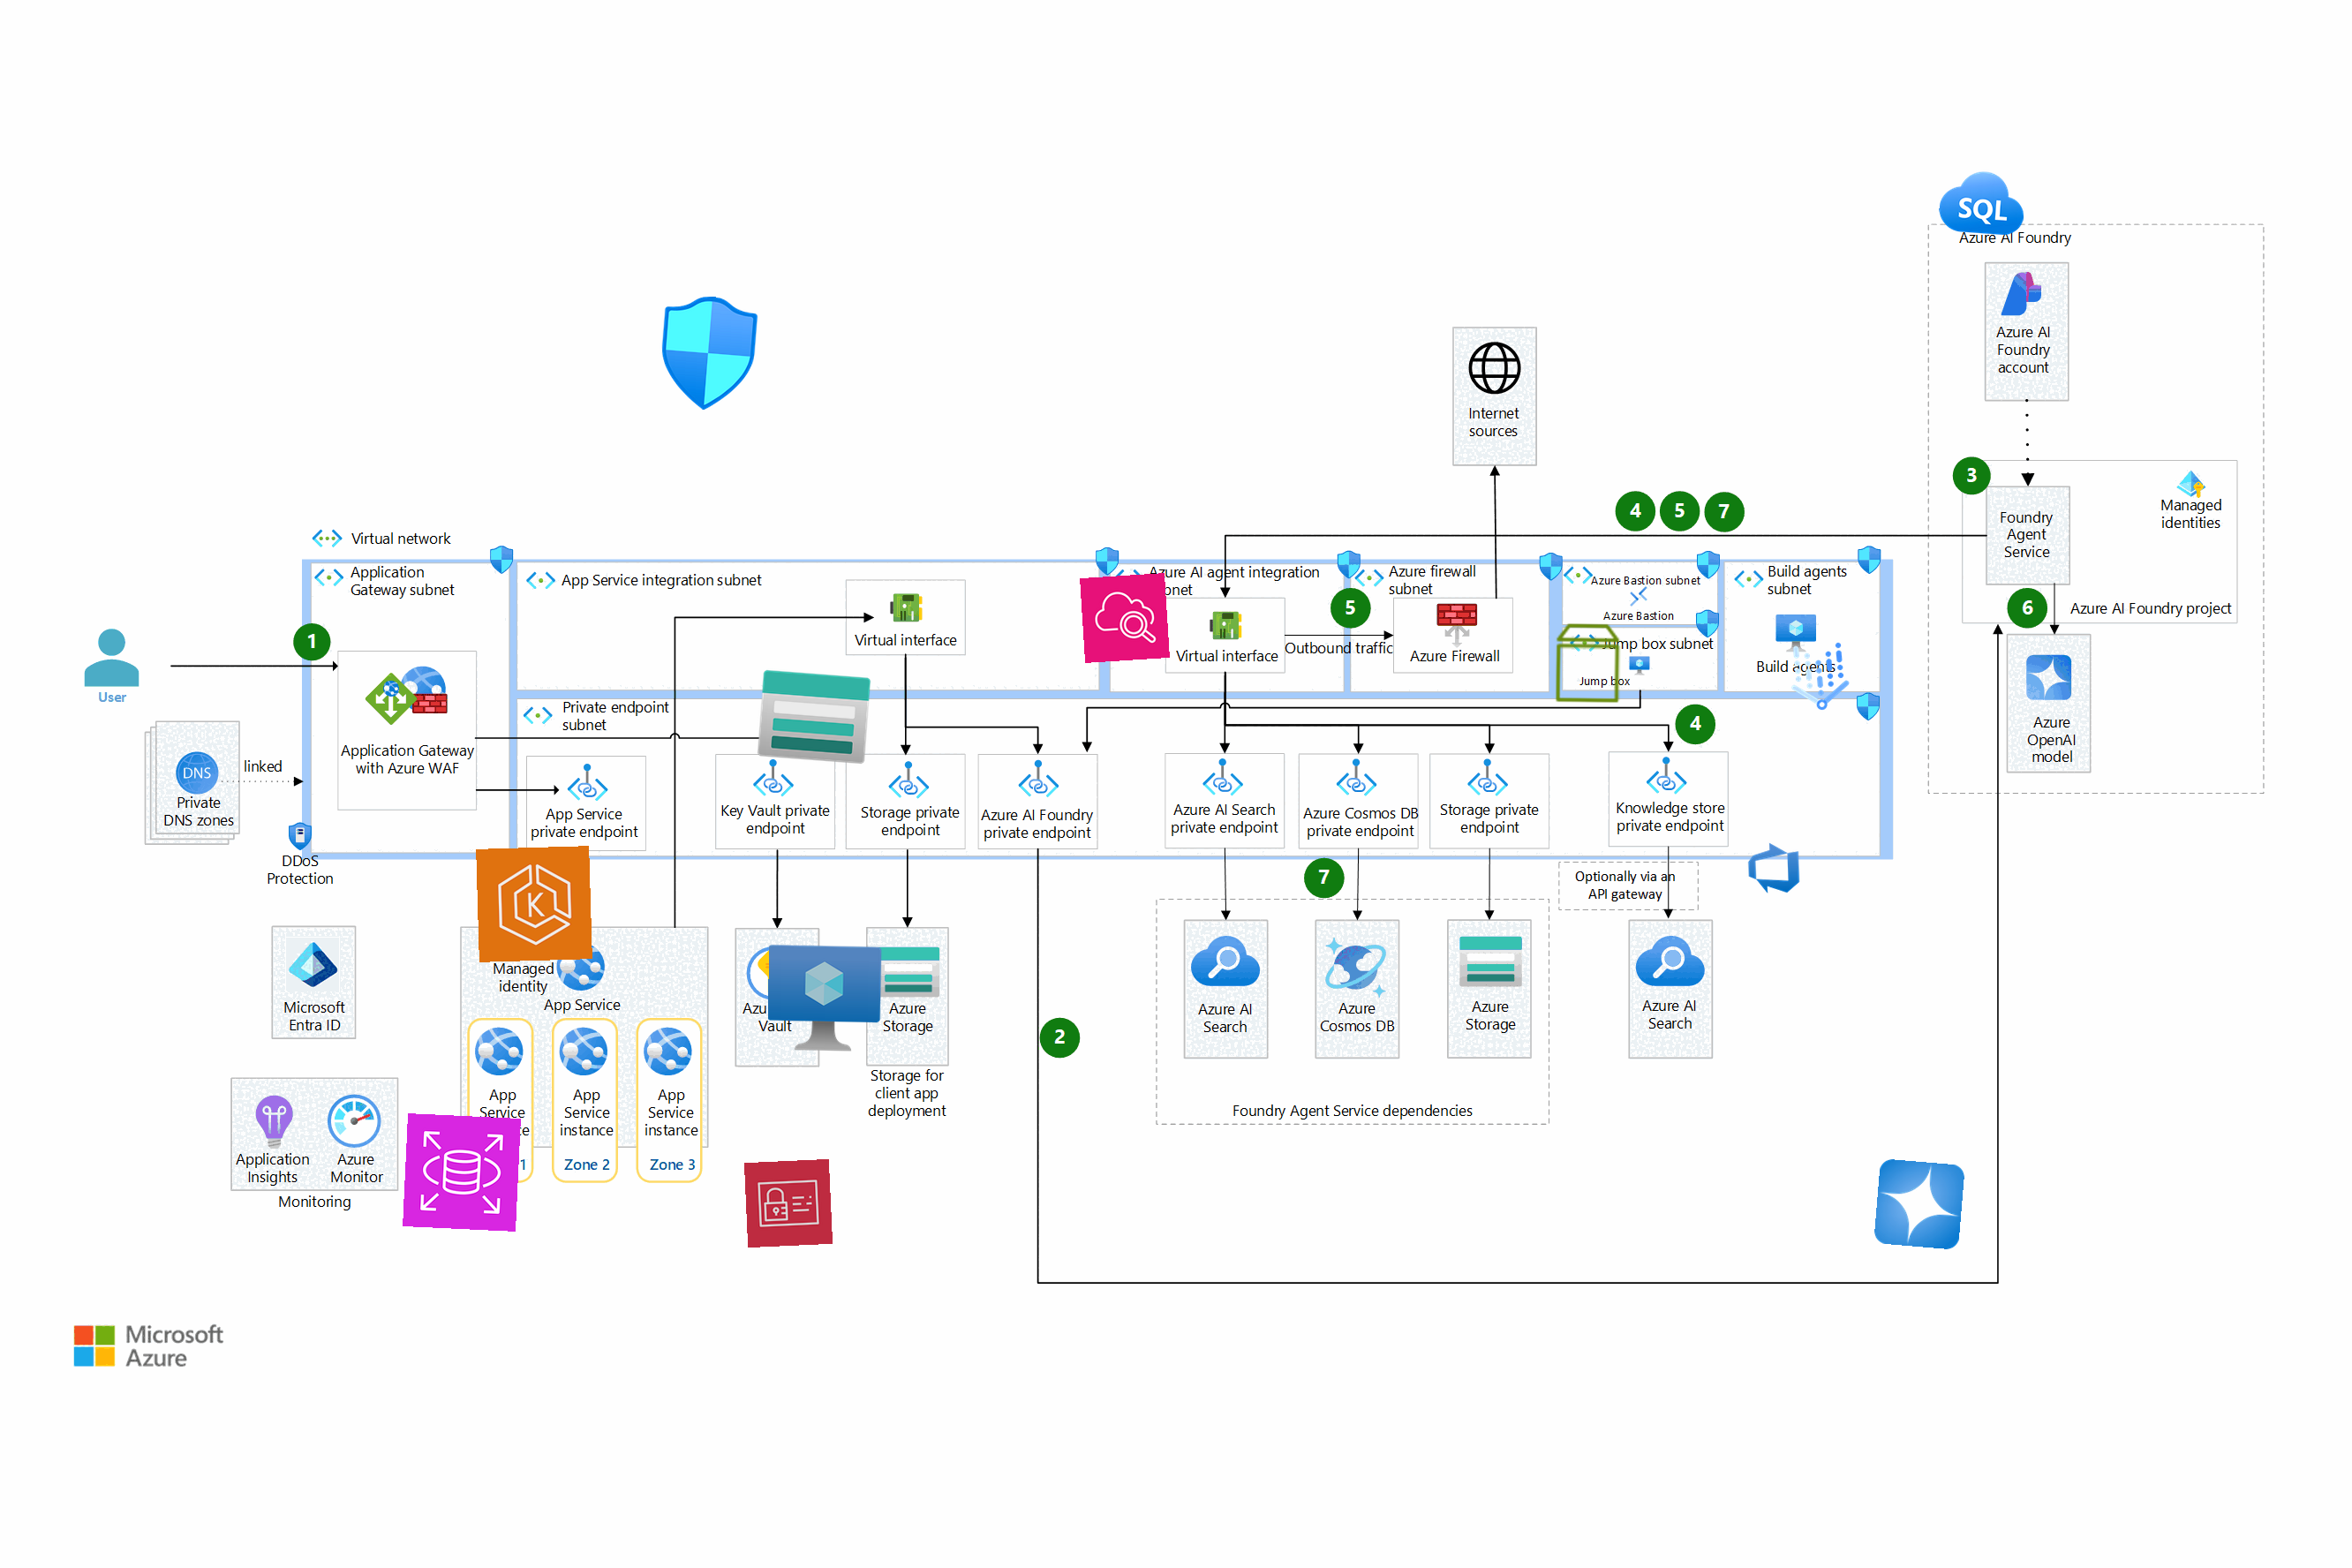 SQL
Azure AI Foundry
Azure AI
Foundry
account
Internet
sources
3
Managed
identities
Foundry
Agent
Service
4 5 7
Virtual network
Application
Gateway subnet
App Service integration subnet
Azure AI agent integration
Azure firewall
subnet
Azure Bastion subnet
Azure Bastion
Build agents
subnet
6
Azure AI Foundry project
1
User
Virtual interface
Virtual interface
5
Outbound traffic
Azure Firewall
Jump box subnet
Jump box
Build agents
Private endpoint
subnet
4
Azure
OpenAI
model
Application Gateway
with Azure WAF
linked
DNS
Private
DNS zones
App Service
private endpoint
Key Vault private
endpoint
Storage private
endpoint
Azure AI Foundry
private endpoint
Azure AI Search
private endpoint
Azure Cosmos DB
private endpoint
Storage private
endpoint
Knowledge store
private endpoint
DDoS
Protection
7
Optionally via an
API gateway
K
Managed
identity
App Service
Microsoft
Entra ID
Vault
Azure
Storage
Storage for
client app
deployment
2
Azure AI
Search
Azure
Cosmos DB
Azure
Storage
Azure AI
Search
Foundry Agent Service dependencies
App
Service
App
Service
instance
App
Service
instance
1
Zone 2
Zone 3
Application
Insights
Azure
Monitor
Monitoring
Microsoft
Azure